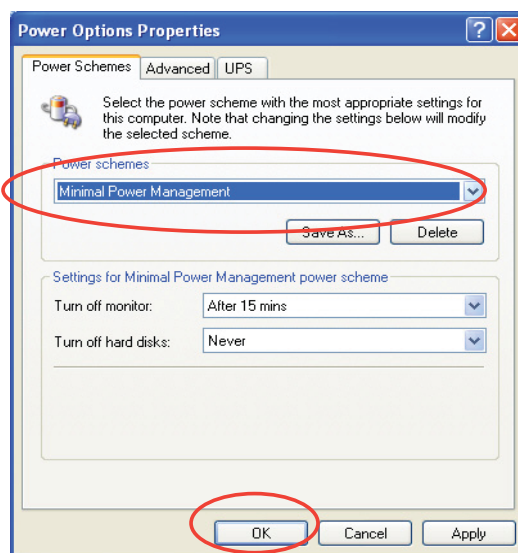 Power Options Properties
Power Schemes Advanced UPS
Select the power scheme with the most appropriate settings for
this computer. Note that changing the settings below will modify
the selected scheme.
Power schemes
Minimal Power Management
Save As... Delete
Settings for Minimal Power Management power scheme
Turn off monitor: After 15 mins
Turn off hard disks: Never
OK Cancel Apply